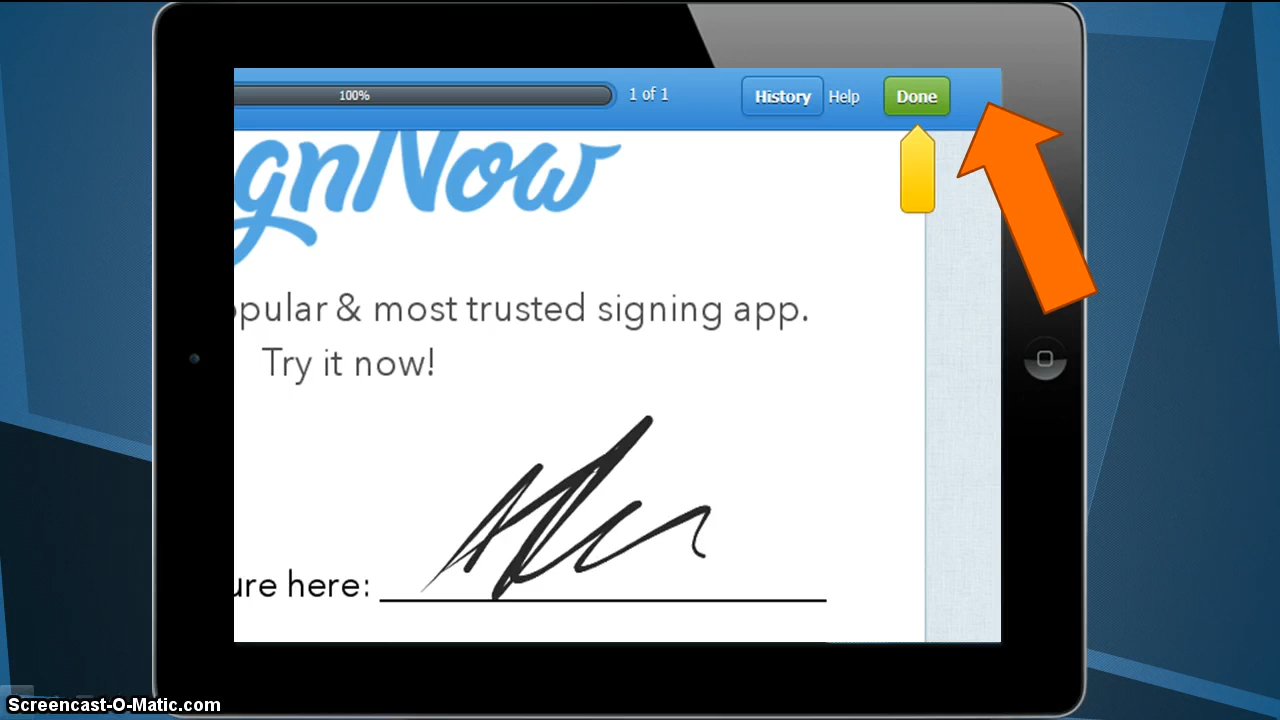 100% 1 of 1 History Help Done
gnNow
opular & most trusted signing app.
Try it now!
ure here:
Screencast-O-Matic.com